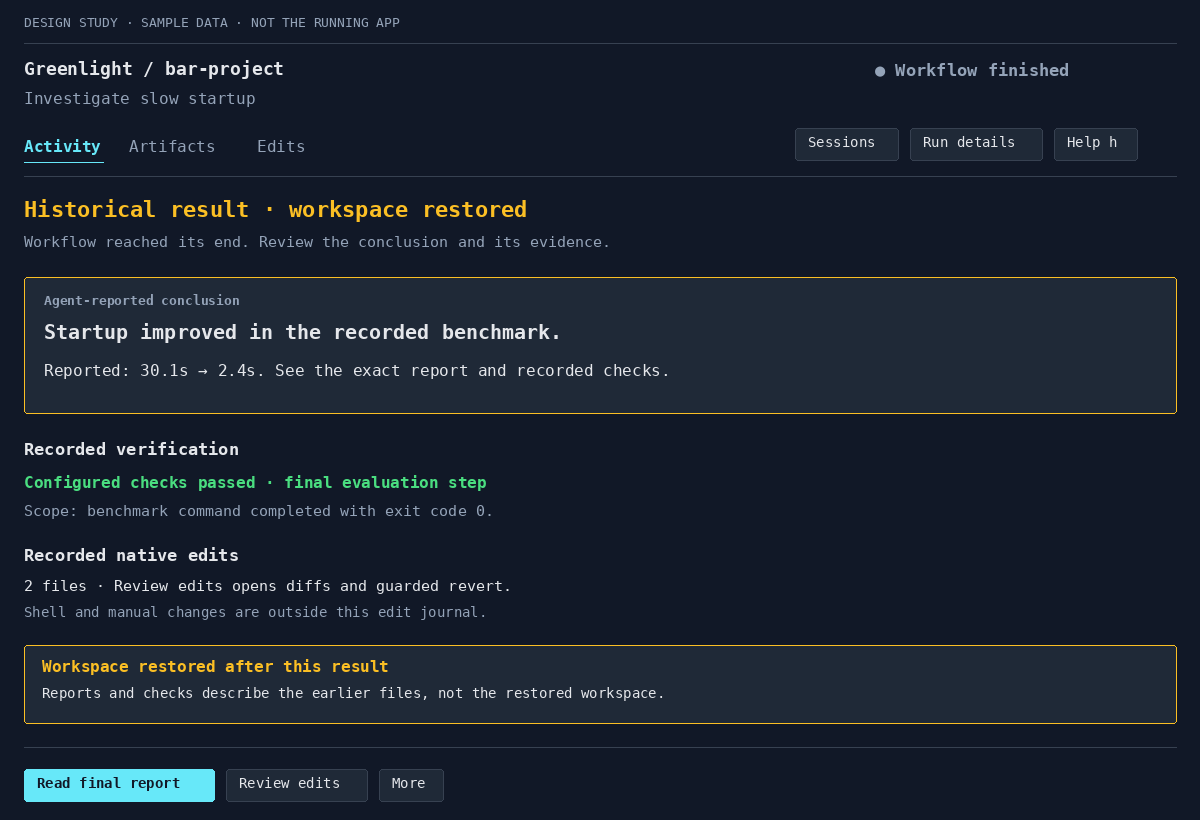 DESIGN STUDY · SAMPLE DATA · NOT THE RUNNING APP
Greenlight / bar-project
● Workflow finished
Investigate slow startup
Activity Artifacts Edits
Sessions Run details Help h
Historical result · workspace restored
Workflow reached its end. Review the conclusion and its evidence.
Agent-reported conclusion
Startup improved in the recorded benchmark.
Reported: 30.1s → 2.4s. See the exact report and recorded checks.
Recorded verification
Configured checks passed · final evaluation step
Scope: benchmark command completed with exit code 0.
Recorded native edits
2 files · Review edits opens diffs and guarded revert.
Shell and manual changes are outside this edit journal.
Workspace restored after this result
Reports and checks describe the earlier files, not the restored workspace.
Read final report Review edits More